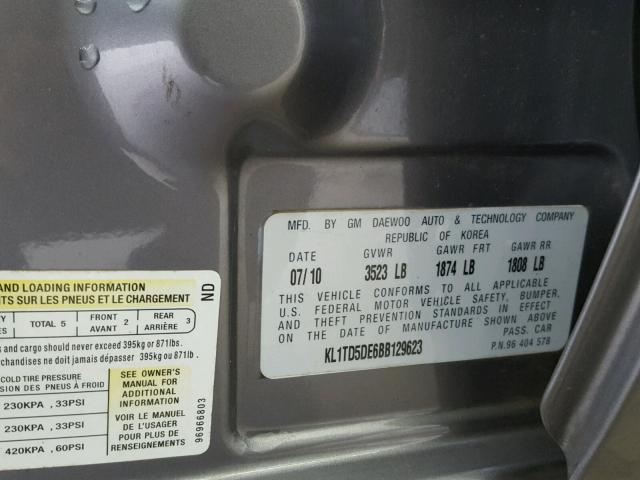 AND LOADING INFORMATION
NTS SUR LES PNEUS ET LE CHARGEMENT
ND
TOTAL 5
FRONT AVANT 2
REAR ARRIÈRE 3
s and cargo should never exceed 395kg or 871lbs.
archandises ne doit jamais dépasser 395kg ou 871lb.
COLD TIRE PRESSURE
SION DES PNEUS À FROID
230KPA , 33PSI
230KPA , 33PSI
420KPA , 60PSI
SEE OWNER'S
MANUAL FOR
ADDITIONAL
INFORMATION
VOIR LE MANUEL
DE L'USAGER
POUR PLUS DE
RENSEIGNEMENTS
96966803
MFD. BY GM DAEWOO AUTO & TECHNOLOGY COMPANY
REPUBLIC OF KOREA
DATE GVWR GAWR FRT GAWR RR
07/10 3523 LB 1874 LB 1808 LB
THIS VEHICLE CONFORMS TO ALL APPLICABLE
U.S. FEDERAL MOTOR VEHICLE SAFETY, BUMPER,
AND THEFT PREVENTION STANDARDS IN EFFECT
ON THE DATE OF MANUFACTURE SHOWN ABOVE
PASS. CAR
KL1TD5DE6BB129623
P.N.96 404 578